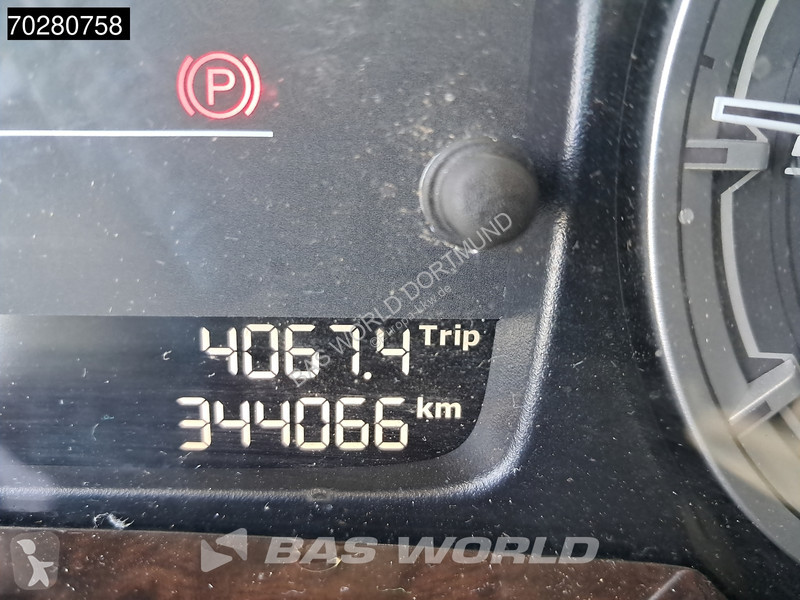 70280758
P
4067.4 Trip
344066 km
BAS WORLD DORTMUND
BAS WORLD